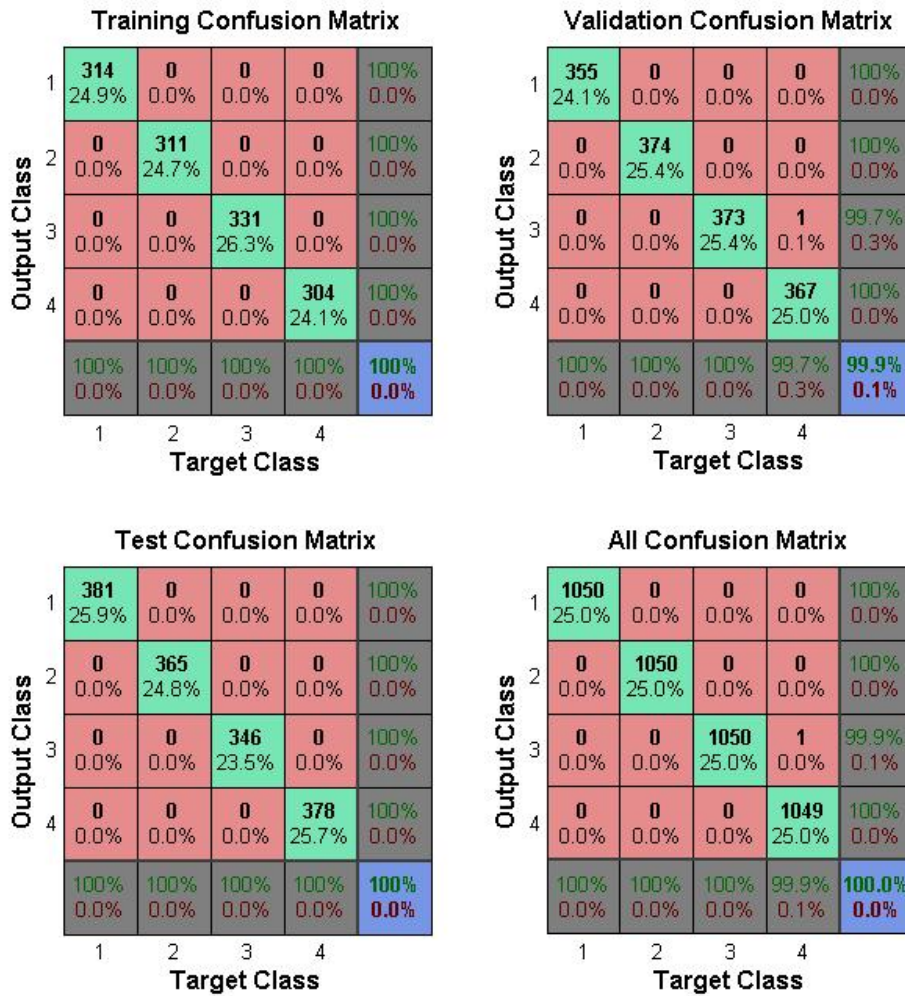 Training Confusion Matrix
Output Class
1
314 0 0 0 100%
24.9% 0.0% 0.0% 0.0% 0.0%
2
0 311 0 0 100%
0.0% 24.7% 0.0% 0.0% 0.0%
3
0 0 331 0 100%
0.0% 0.0% 26.3% 0.0% 0.0%
4
0 0 0 304 100%
0.0% 0.0% 0.0% 24.1% 0.0%
100% 100% 100% 100% 100%
0.0% 0.0% 0.0% 0.0% 0.0%
1 2 3 4
Target Class
Validation Confusion Matrix
Output Class
1
355 0 0 0 100%
24.1% 0.0% 0.0% 0.0% 0.0%
2
0 374 0 0 100%
0.0% 25.4% 0.0% 0.0% 0.0%
3
0 0 373 1 99.7%
0.0% 0.0% 25.4% 0.1% 0.3%
4
0 0 0 367 100%
0.0% 0.0% 0.0% 25.0% 0.0%
100% 100% 100% 99.7% 99.9%
0.0% 0.0% 0.0% 0.3% 0.1%
1 2 3 4
Target Class
Test Confusion Matrix
Output Class
1
381 0 0 0 100%
25.9% 0.0% 0.0% 0.0% 0.0%
2
0 365 0 0 100%
0.0% 24.8% 0.0% 0.0% 0.0%
3
0 0 346 0 100%
0.0% 0.0% 23.5% 0.0% 0.0%
4
0 0 0 378 100%
0.0% 0.0% 0.0% 25.7% 0.0%
100% 100% 100% 100% 100%
0.0% 0.0% 0.0% 0.0% 0.0%
1 2 3 4
Target Class
All Confusion Matrix
Output Class
1
1050 0 0 0 100%
25.0% 0.0% 0.0% 0.0% 0.0%
2
0 1050 0 0 100%
0.0% 25.0% 0.0% 0.0% 0.0%
3
0 0 1050 1 99.9%
0.0% 0.0% 25.0% 0.0% 0.1%
4
0 0 0 1049 100%
0.0% 0.0% 0.0% 25.0% 0.0%
100% 100% 100% 99.9% 100.0%
0.0% 0.0% 0.0% 0.1% 0.0%
1 2 3 4
Target Class